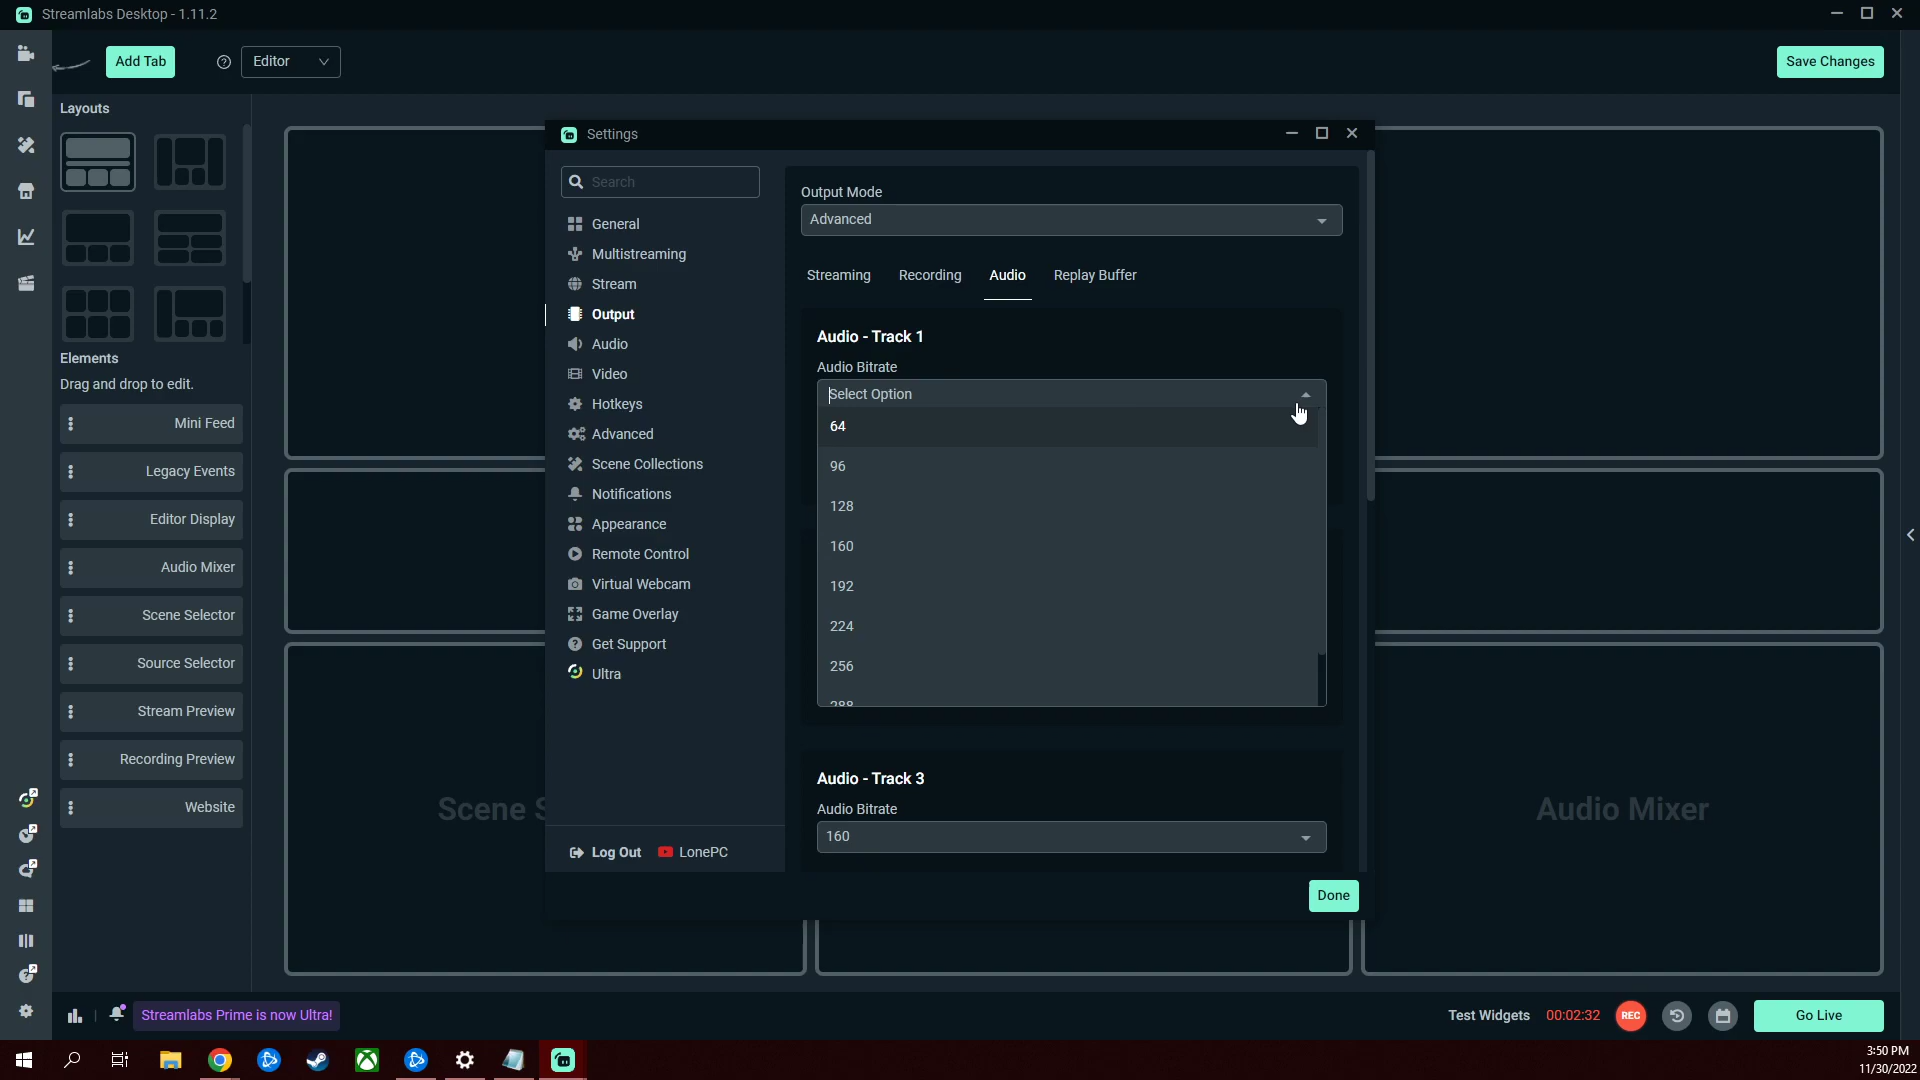 Streamlabs Desktop - 1.11.2
Add Tab
Editor
Save Changes
Layouts
Elements
Drag and drop to edit.
Mini Feed
Legacy Events
Editor Display
Audio Mixer
Scene Selector
Source Selector
Stream Preview
Recording Preview
Website
Settings
Search
General
Multistreaming
Stream
Output
Audio
Video
Hotkeys
Advanced
Scene Collections
Notifications
Appearance
Remote Control
Virtual Webcam
Game Overlay
Get Support
Ultra
Log Out LonePC
Output Mode
Advanced
Streaming Recording Audio Replay Buffer
Audio - Track 1
Audio Bitrate
Select Option
64
96
128
160
192
224
256
288
Audio - Track 3
Audio Bitrate
160
Done
Scene S
Audio Mixer
Streamlabs Prime is now Ultra!
Test Widgets 00:02:32 REC
Go Live
3:50 PM
11/30/2022